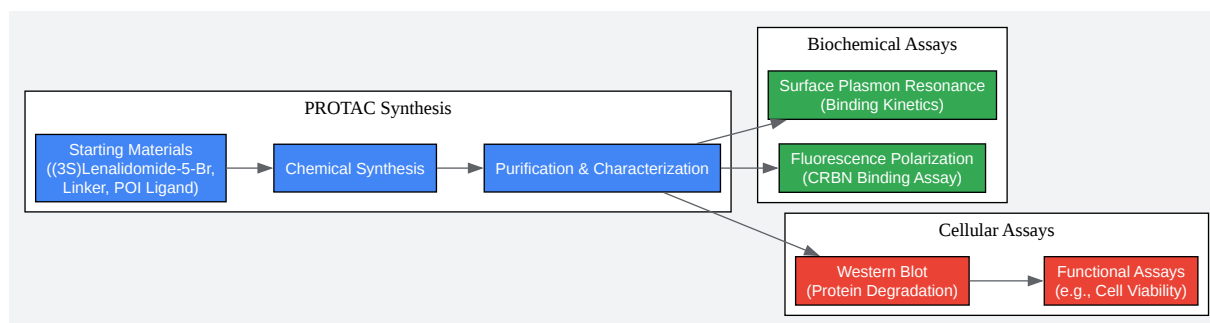 PROTAC Synthesis
Starting Materials
((3S)Lenalidomide-5-Br,
Linker, POI Ligand)
Chemical Synthesis
Purification & Characterization
Biochemical Assays
Surface Plasmon Resonance
(Binding Kinetics)
Fluorescence Polarization
(CRBN Binding Assay)
Cellular Assays
Western Blot
(Protein Degradation)
Functional Assays
(e.g., Cell Viability)